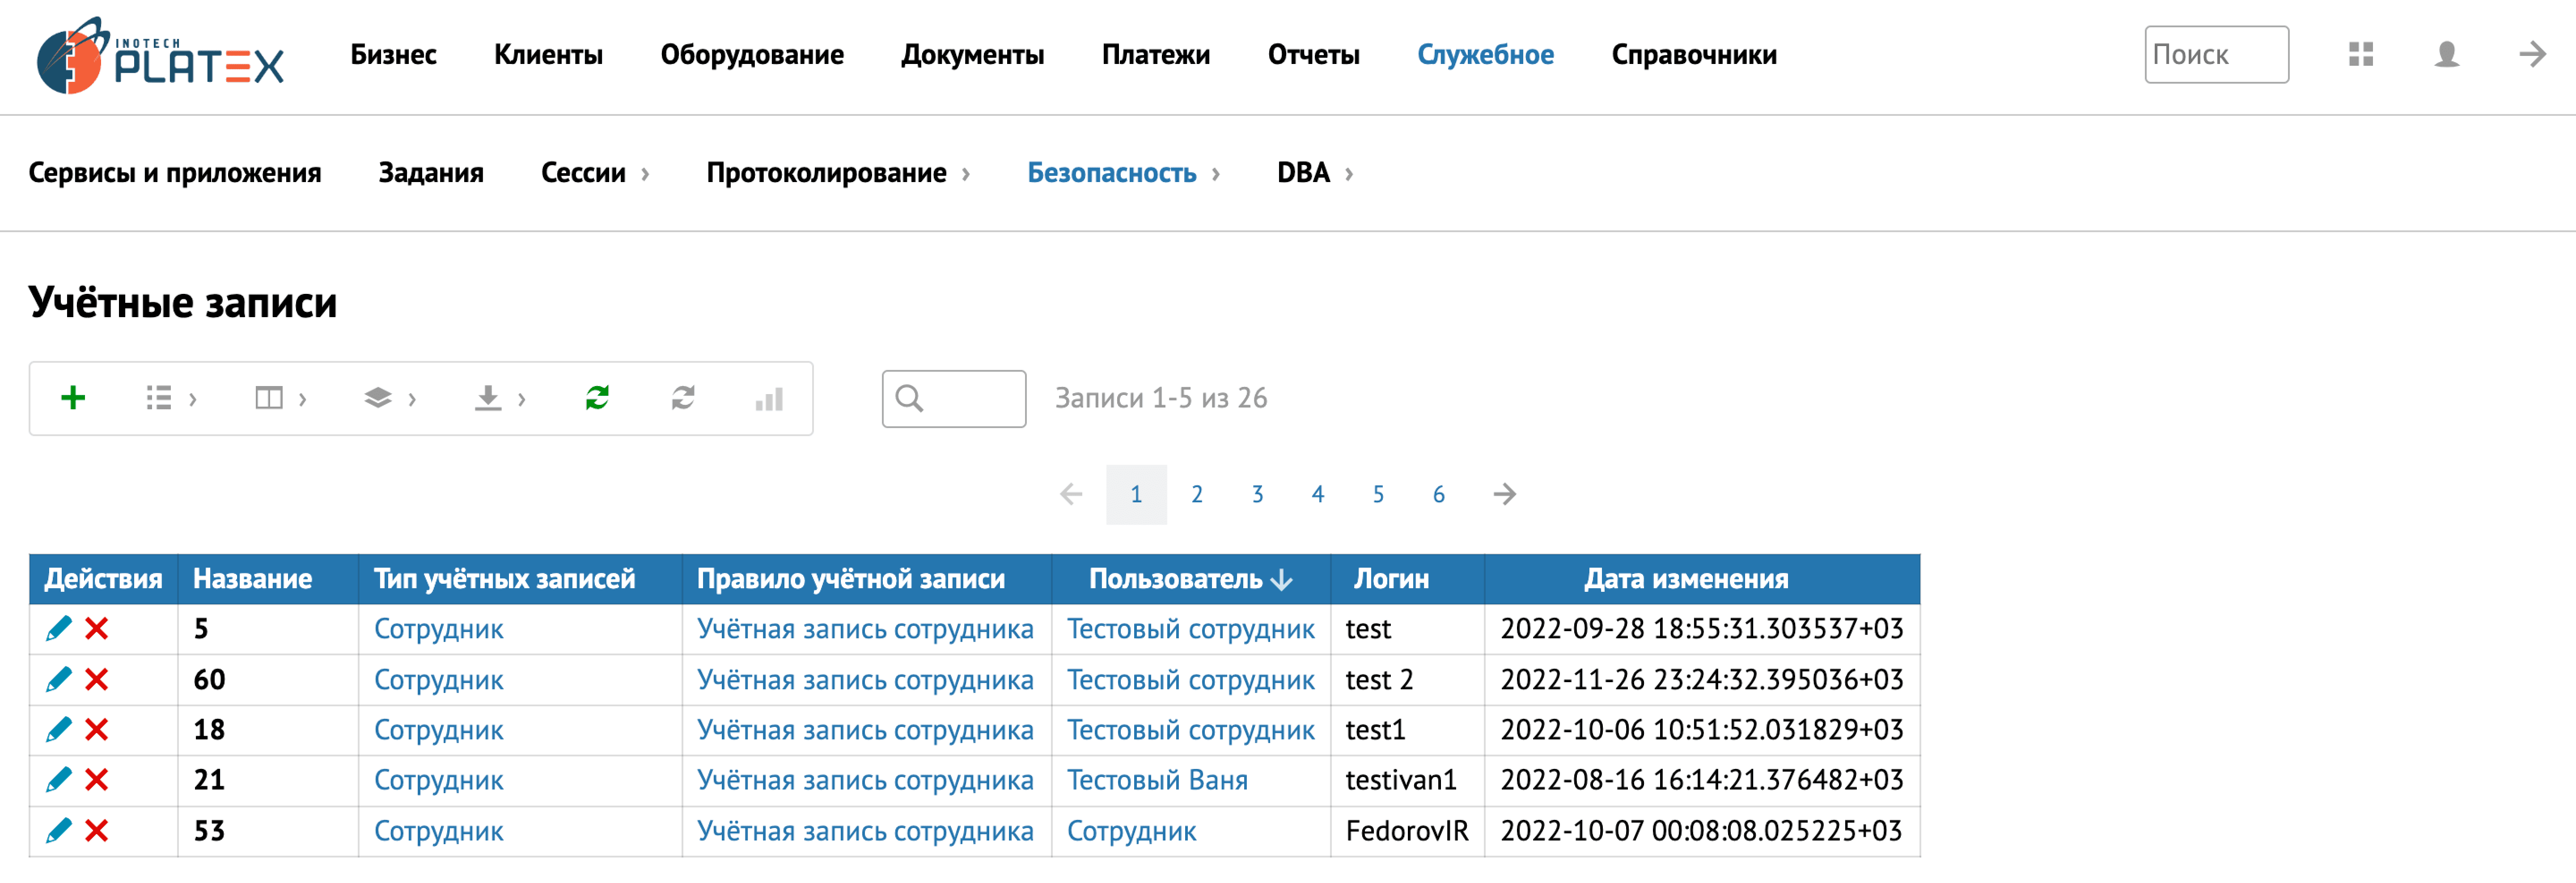 INOTECH
PLATEX
Бизнес Клиенты Оборудование Документы Платежи Отчеты Служебное Справочники Поиск
Сервисы и приложения Задания Сессии › Протоколирование › Безопасность › DBA ›
Учётные записи
Записи 1-5 из 26
1 2 3 4 5 6
Действия Название Тип учётных записей Правило учётной записи Пользователь Логин Дата изменения
5 Сотрудник Учётная запись сотрудника Тестовый сотрудник test 2022-09-28 18:55:31.303537+03
60 Сотрудник Учётная запись сотрудника Тестовый сотрудник test 2 2022-11-26 23:24:32.395036+03
18 Сотрудник Учётная запись сотрудника Тестовый сотрудник test1 2022-10-06 10:51:52.031829+03
21 Сотрудник Учётная запись сотрудника Тестовый Ваня testivan1 2022-08-16 16:14:21.376482+03
53 Сотрудник Учётная запись сотрудника Сотрудник FedorovIR 2022-10-07 00:08:08.025225+03